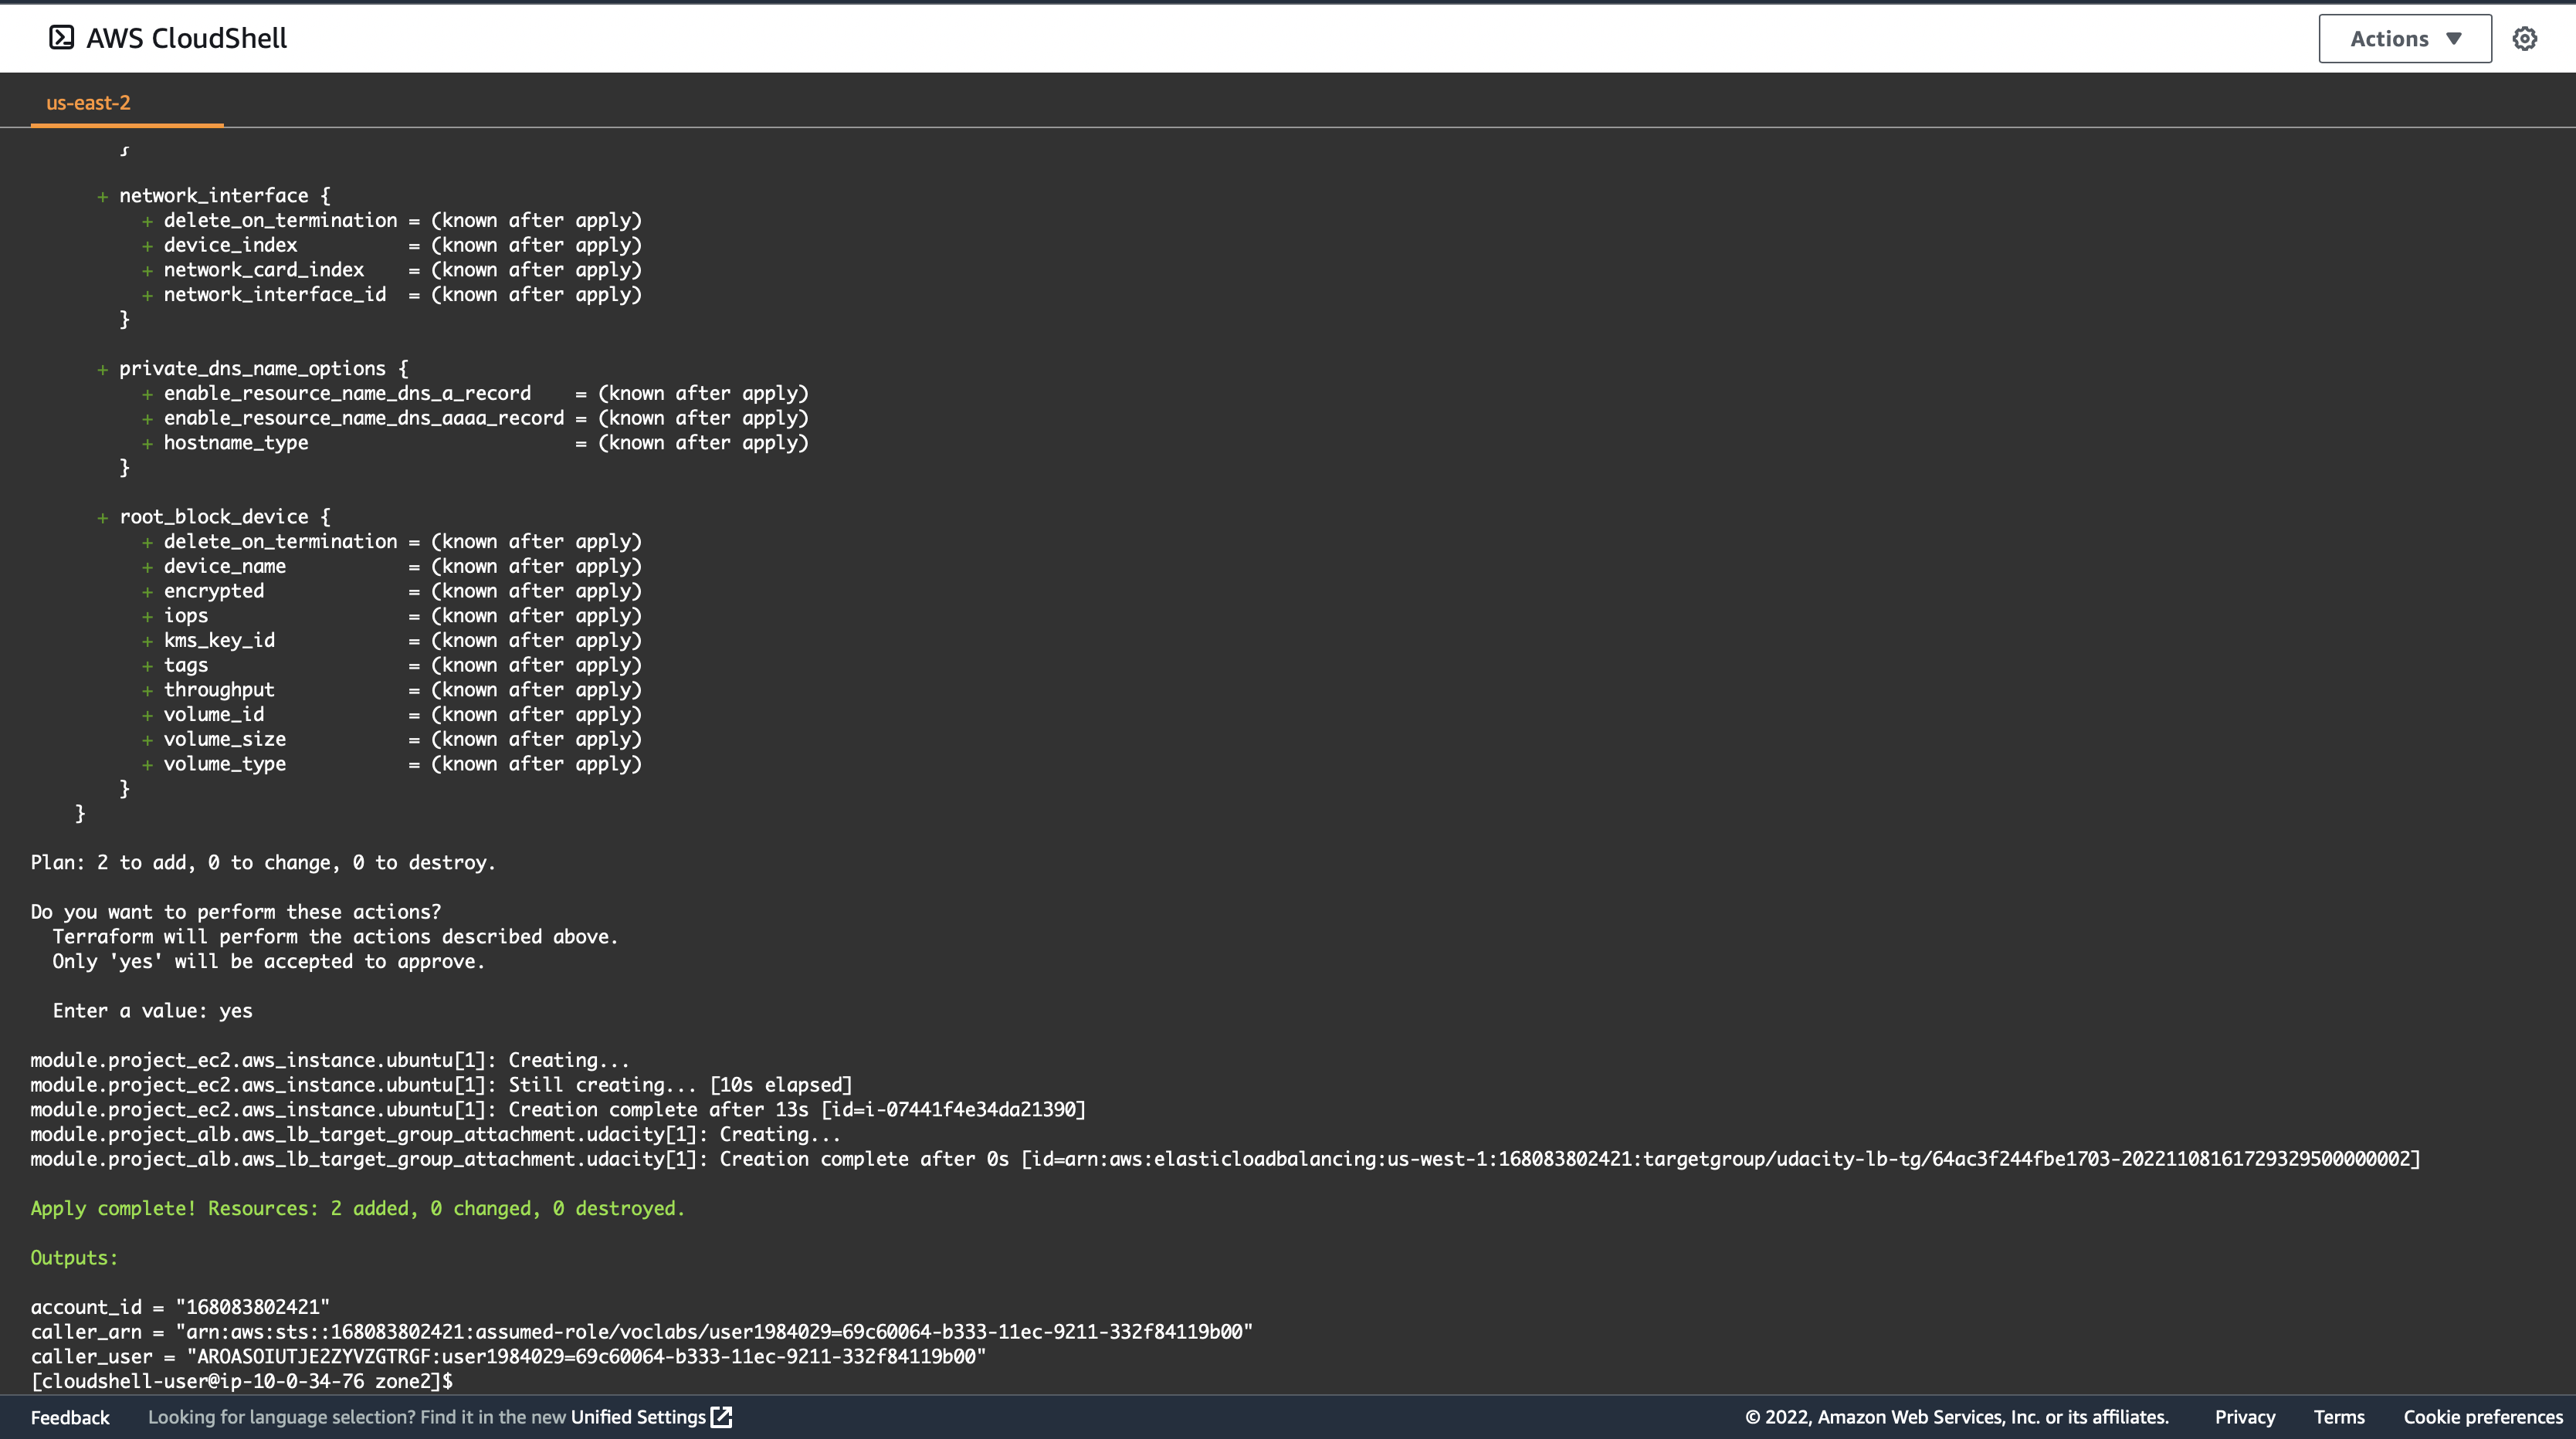 AWS CloudShell
Actions
us-east-2
}
+ network_interface {
+ delete_on_termination = (known after apply)
+ device_index = (known after apply)
+ network_card_index = (known after apply)
+ network_interface_id = (known after apply)
}
+ private_dns_name_options {
+ enable_resource_name_dns_a_record = (known after apply)
+ enable_resource_name_dns_aaaa_record = (known after apply)
+ hostname_type = (known after apply)
}
+ root_block_device {
+ delete_on_termination = (known after apply)
+ device_name = (known after apply)
+ encrypted = (known after apply)
+ iops = (known after apply)
+ kms_key_id = (known after apply)
+ tags = (known after apply)
+ throughput = (known after apply)
+ volume_id = (known after apply)
+ volume_size = (known after apply)
+ volume_type = (known after apply)
}
}
Plan: 2 to add, 0 to change, 0 to destroy.
Do you want to perform these actions?
Terraform will perform the actions described above.
Only 'yes' will be accepted to approve.
Enter a value: yes
module.project_ec2.aws_instance.ubuntu[1]: Creating...
module.project_ec2.aws_instance.ubuntu[1]: Still creating... [10s elapsed]
module.project_ec2.aws_instance.ubuntu[1]: Creation complete after 13s [id=i-07441f4e34da21390]
module.project_alb.aws_lb_target_group_attachment.udacity[1]: Creating...
module.project_alb.aws_lb_target_group_attachment.udacity[1]: Creation complete after 0s [id=arn:aws:elasticloadbalancing:us-west-1:168083802421:targetgroup/udacity-lb-tg/64ac3f244fbe1703-20221108161729329500000002]
Apply complete! Resources: 2 added, 0 changed, 0 destroyed.
Outputs:
account_id = "168083802421"
caller_arn = "arn:aws:sts::168083802421:assumed-role/voclabs/user1984029=69c60064-b333-11ec-9211-332f84119b00"
caller_user = "AROASOIUTJE2ZYVZGTRGF:user1984029=69c60064-b333-11ec-9211-332f84119b00"
[cloudshell-user@ip-10-0-34-76 zone2]$
Feedback Looking for language selection? Find it in the new Unified Settings © 2022, Amazon Web Services, Inc. or its affiliates. Privacy Terms Cookie preferences